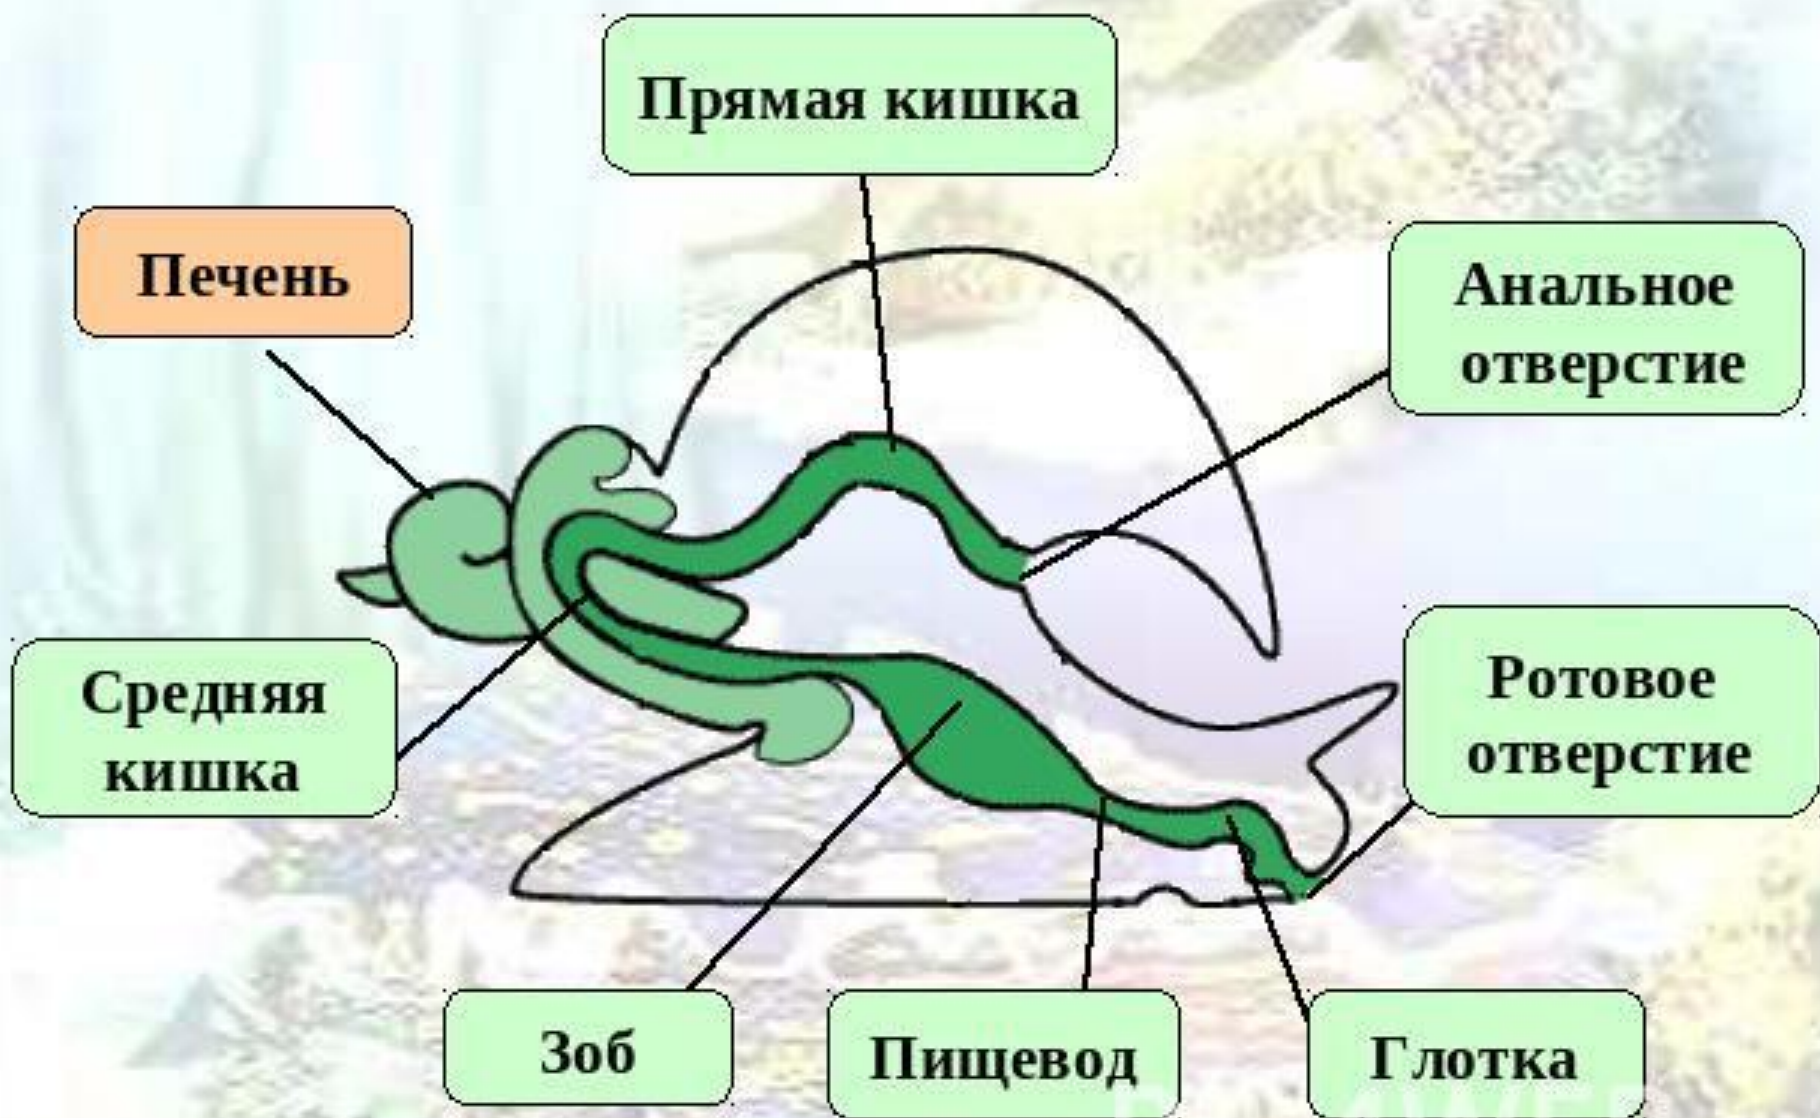 Прямая кишка
Печень
Анальное
отверстие
Средняя
кишка
Ротовое
отверстие
Зоб
Пищевод
Глотка